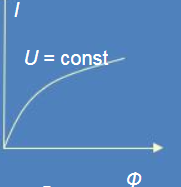 I
U = const
Φ